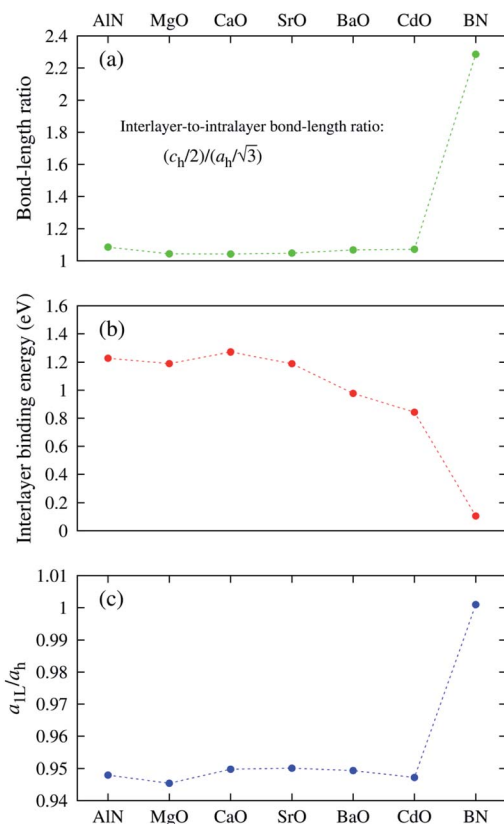 AlN MgO CaO SrO BaO CdO BN
2.4
2.2
2
1.8
1.6
1.4
1.2
1
Bond-length ratio
(a)
Interlayer-to-intralayer bond-length ratio:
(c_h/2)/(a_h/√3)
1.6
1.4
1.2
1
0.8
0.6
0.4
0.2
0
Interlayer binding energy (eV)
(b)
1.01
1
0.99
0.98
0.97
0.96
0.95
0.94
a_1L/a_h
(c)
AlN MgO CaO SrO BaO CdO BN